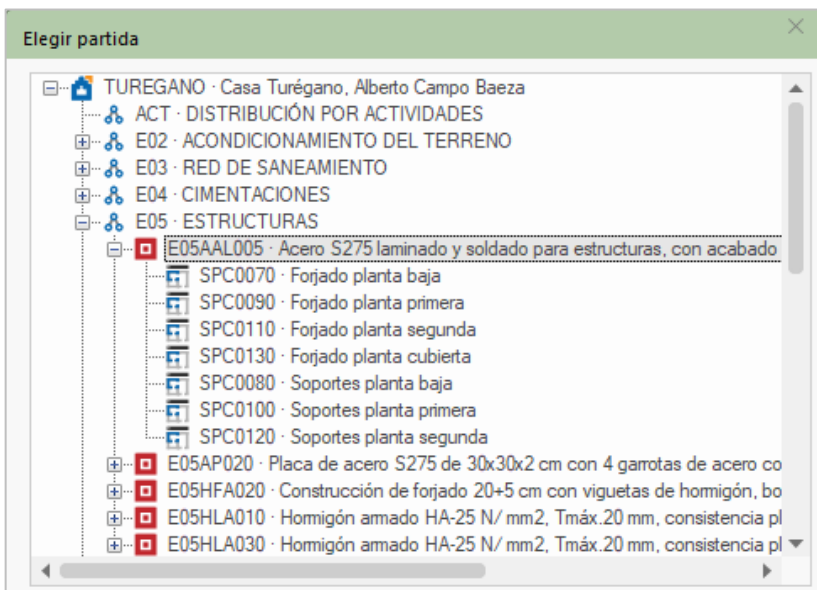 Elegir partida
TUREGANO · Casa Turégano, Alberto Campo Baeza
ACT · DISTRIBUCIÓN POR ACTIVIDADES
E02 · ACONDICIONAMIENTO DEL TERRENO
E03 · RED DE SANEAMIENTO
E04 · CIMENTACIONES
E05 · ESTRUCTURAS
E05AAL005 · Acero S275 laminado y soldado para estructuras, con acabado
SPC0070 · Forjado planta baja
SPC0090 · Forjado planta primera
SPC0110 · Forjado planta segunda
SPC0130 · Forjado planta cubierta
SPC0080 · Soportes planta baja
SPC0100 · Soportes planta primera
SPC0120 · Soportes planta segunda
E05AP020 · Placa de acero S275 de 30x30x2 cm con 4 garrotas de acero co
E05HFA020 · Construcción de forjado 20+5 cm con viguetas de hormigón, bo
E05HLA010 · Hormigón armado HA-25 N/ mm2, Tmáx.20 mm, consistencia pl
E05HLA030 · Hormigón armado HA-25 N/ mm2, Tmáx.20 mm, consistencia pl